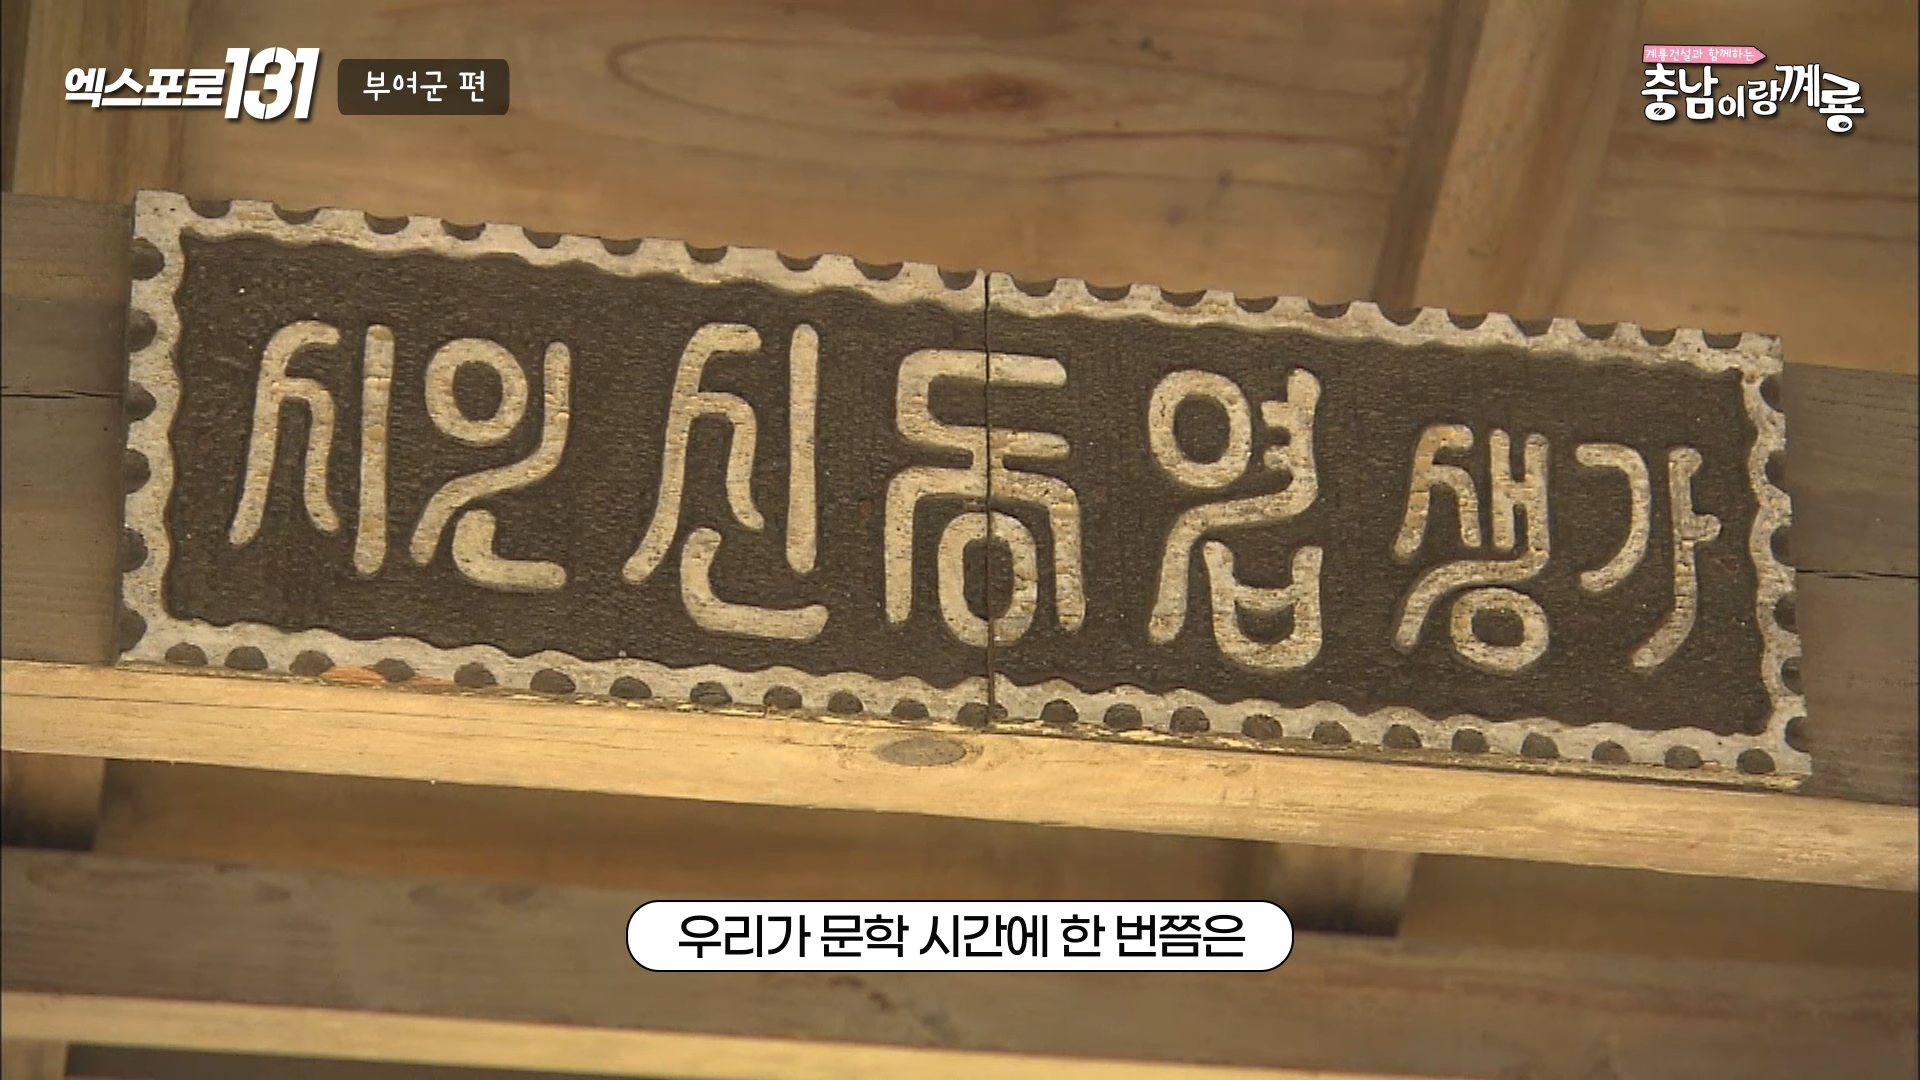 엑스포로131 부여군 편
계룡건설과 함께하는
충남이랑꼐룡
시인 신동엽 생가
우리가 문학 시간에 한 번쯤은